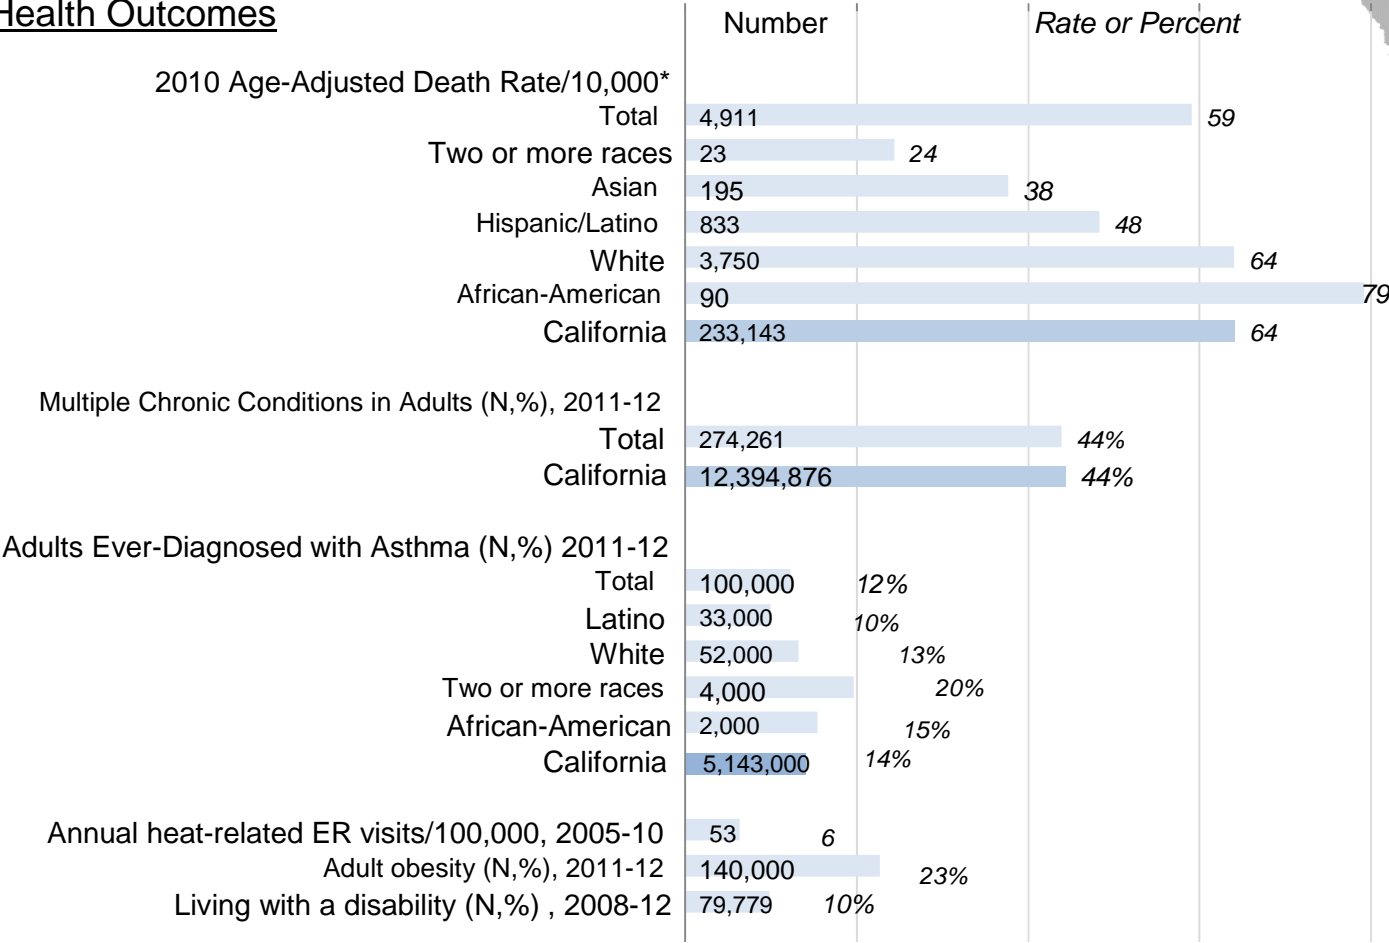 Health Outcomes
Number Rate or Percent
2010 Age-Adjusted Death Rate/10,000*
Total 4,911 59
Two or more races 23 24
Asian 195 38
Hispanic/Latino 833 48
White 3,750 64
African-American 90 79
California 233,143 64
Multiple Chronic Conditions in Adults (N,%), 2011-12
Total 274,261 44%
California 12,394,876 44%
Adults Ever-Diagnosed with Asthma (N,%) 2011-12
Total 100,000 12%
Latino 33,000 10%
White 52,000 13%
Two or more races 4,000 20%
African-American 2,000 15%
California 5,143,000 14%
Annual heat-related ER visits/100,000, 2005-10 53 6
Adult obesity (N,%), 2011-12 140,000 23%
Living with a disability (N,%) , 2008-12 79,779 10%